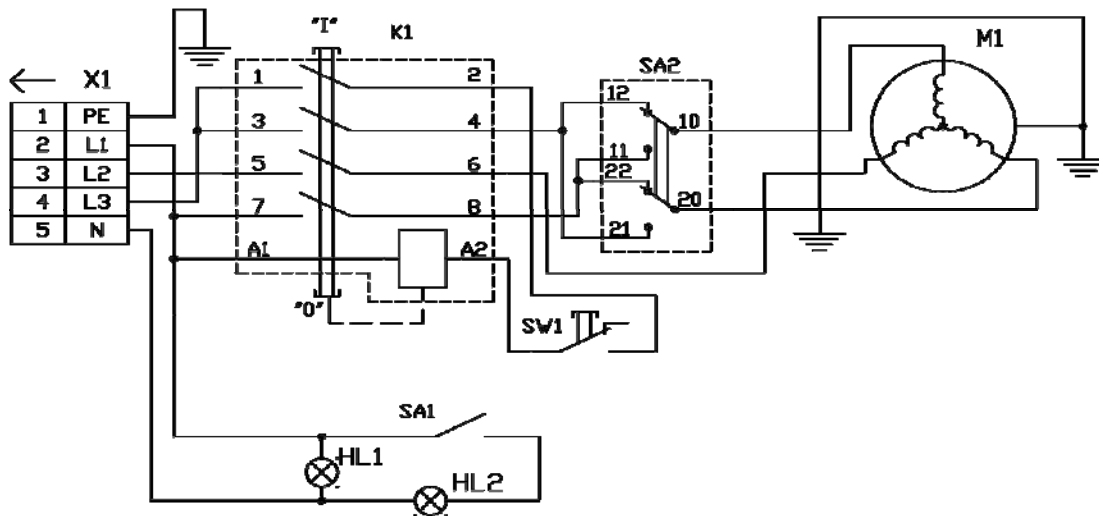 "I"
K1
M1
X1
SA2
1 PE
2 L1
3 L2
4 L3
5 N
1 2
3 4
5 6
7 8
A1 A2
"0"
12
10
11
22
20
21
SW1
SA1
HL1
HL2